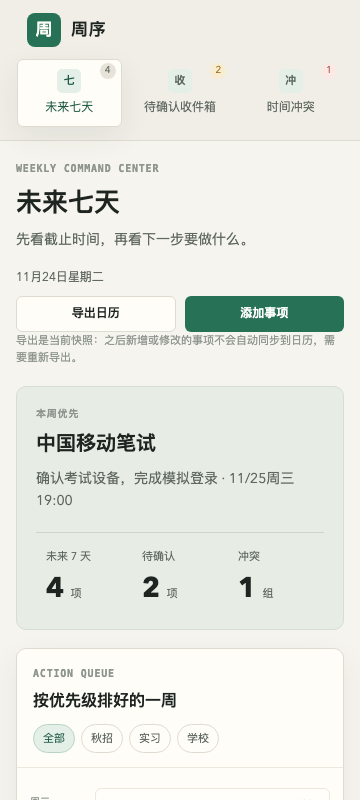 周 周序
七 4
未来七天
收 2
待确认收件箱
冲 1
时间冲突
WEEKLY COMMAND CENTER
未来七天
先看截止时间，再看下一步要做什么。
11月24日星期二
导出日历
添加事项
导出是当前快照：之后新增或修改的事项不会自动同步到日历，需
要重新导出。
本周优先
中国移动笔试
确认考试设备，完成模拟登录 · 11/25周三
19:00
未来 7 天 待确认 冲突
4 项 2 项 1 组
ACTION QUEUE
按优先级排好的一周
全部 秋招 实习 学校